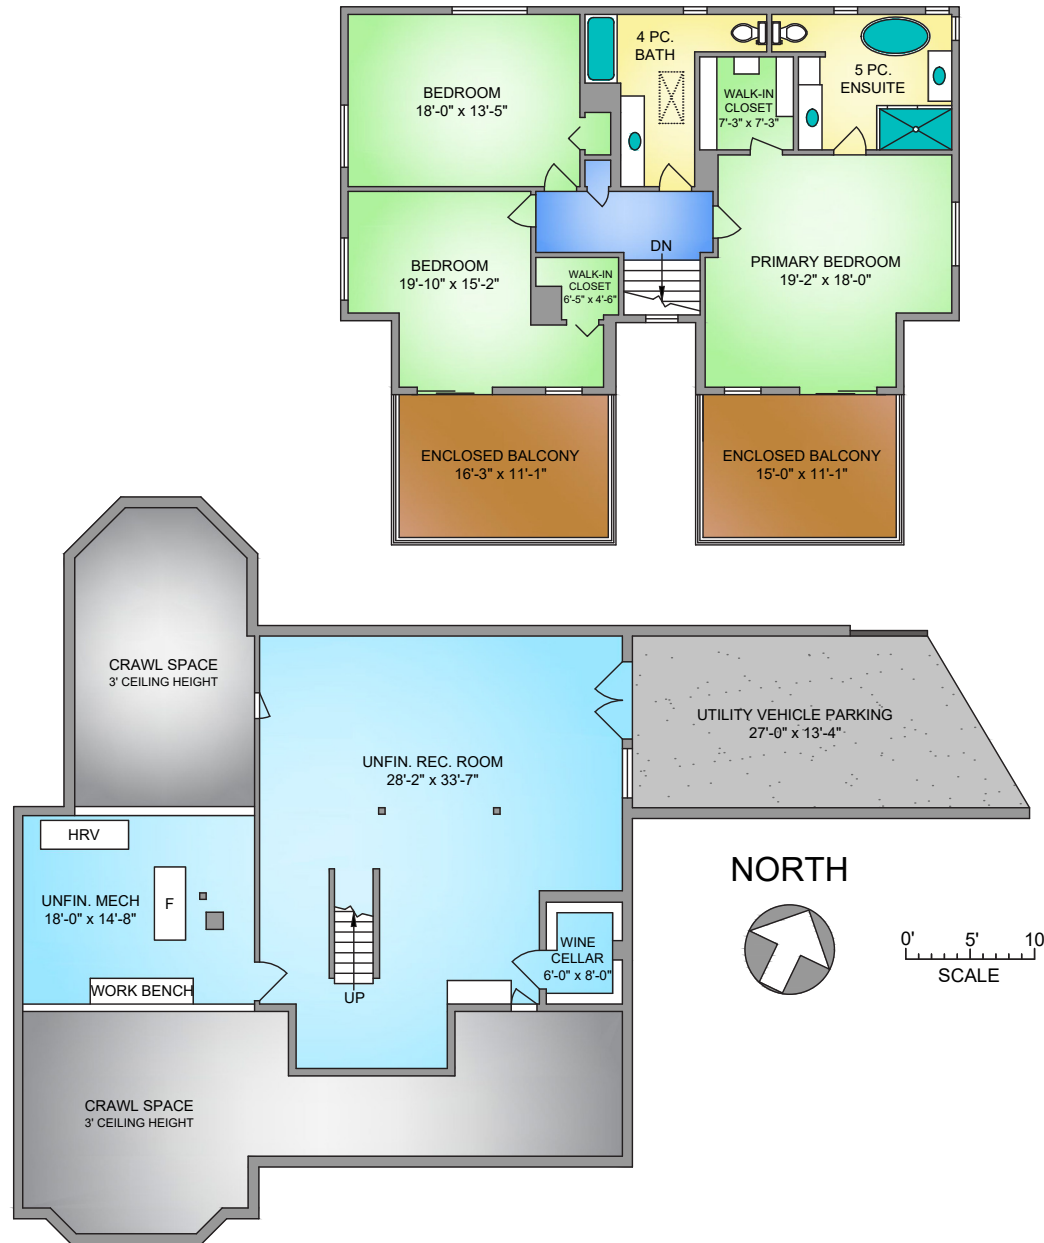 BEDROOM
18'-0" x 13'-5"
4 PC.
BATH
WALK-IN
CLOSET
7'-3" x 7'-3"
5 PC.
ENSUITE
BEDROOM
19'-10" x 15'-2"
WALK-IN
CLOSET
6'-5" x 4'-6"
DN
PRIMARY BEDROOM
19'-2" x 18'-0"
ENCLOSED BALCONY
16'-3" x 11'-1"
ENCLOSED BALCONY
15'-0" x 11'-1"
CRAWL SPACE
3' CEILING HEIGHT
UNFIN. REC. ROOM
28'-2" x 33'-7"
UTILITY VEHICLE PARKING
27'-0" x 13'-4"
HRV
UNFIN. MECH
18'-0" x 14'-8"
F
WORK BENCH
UP
WINE
CELLAR
6'-0" x 8'-0"
CRAWL SPACE
3' CEILING HEIGHT
NORTH
0' 5' 10
SCALE